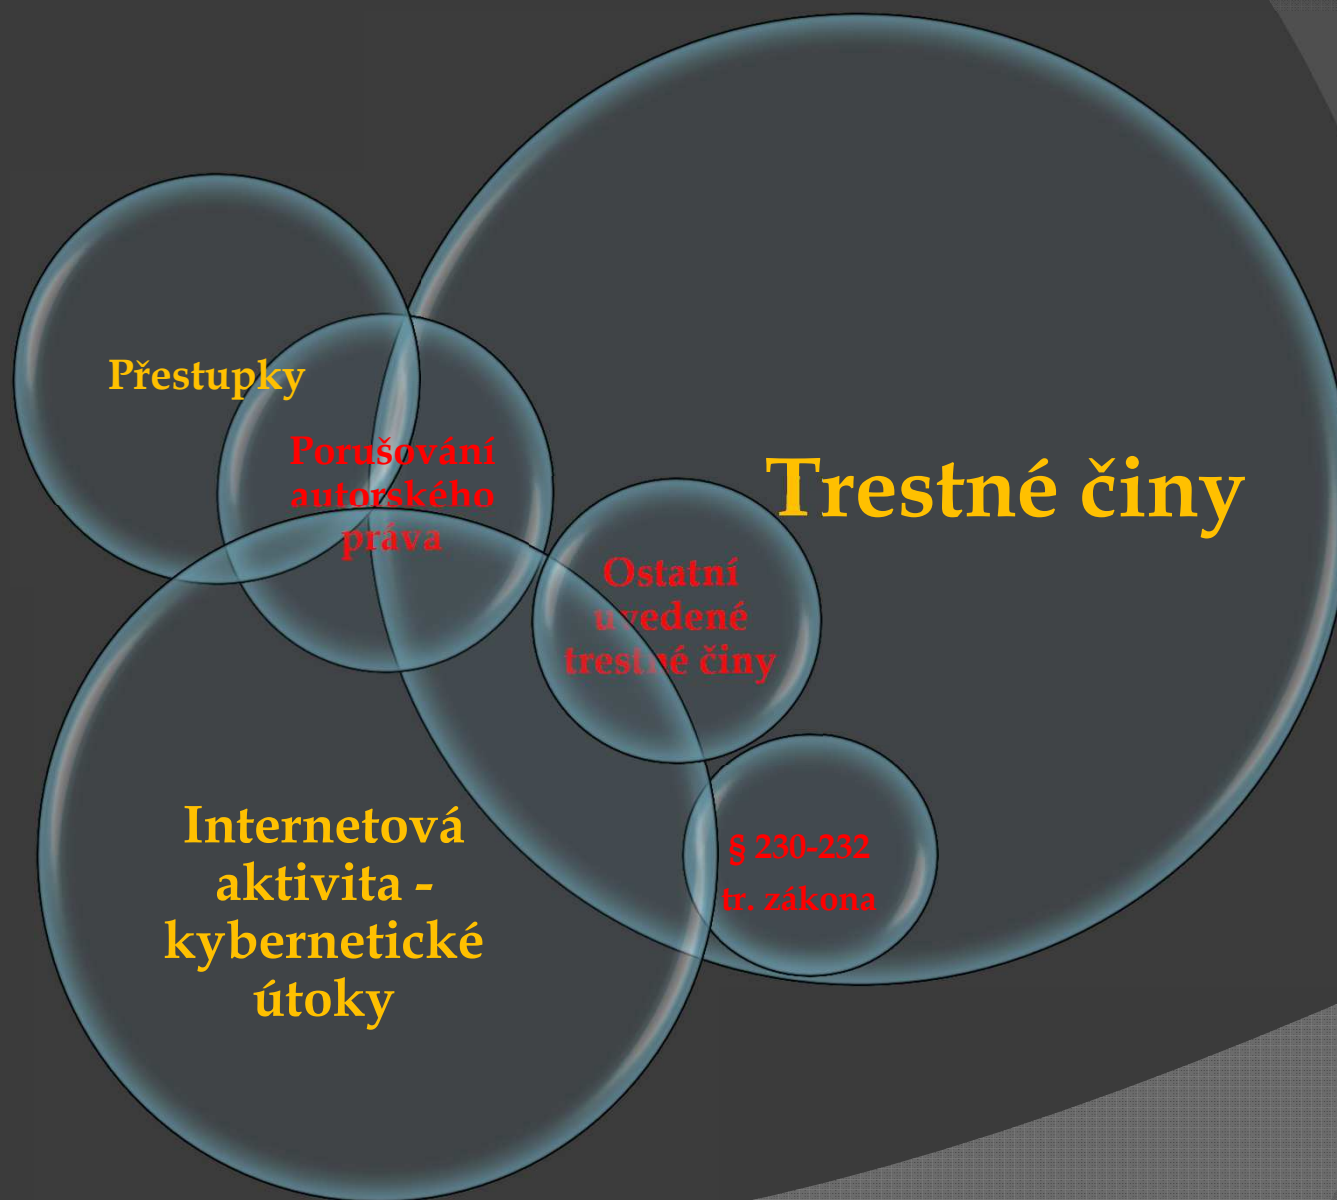 Přestupky
Porušování
autorského
práva
Trestné činy
Ostatní
uvedené
trestné činy
Internetová
aktivita -
kybernetické
útoky
§ 230-232
tr. zákona